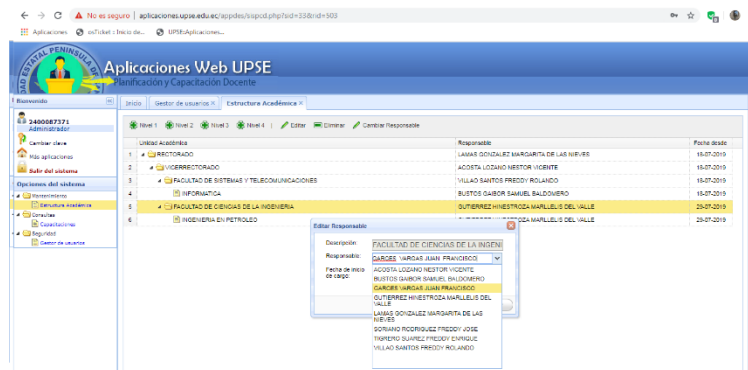 No es seguro | aplicaciones.upse.edu.ec/appdes/sispcd.php?sid=33&rnd=503
Aplicaciones osTicket : Inicio de... UPSE:Aplicaciones...
Aplicaciones Web UPSE
Planificación y Capacitación Docente
Bienvenido
Inicio Gestor de usuarios × Estructura Académica ×
2400087371
Administrador
Cambiar clave
Más aplicaciones
Salir del sistema
Opciones del sistema
Mantenimiento
Estructura Académica
Consultas
Capacitaciones
Seguridad
Gestor de usuarios
Nivel 1 Nivel 2 Nivel 3 Nivel 4 | Editar Eliminar Cambiar Responsable
Unidad Académica Responsable Fecha desde
1 RECTORADO LAMAS GONZALEZ MARGARITA DE LAS NIEVES 18-07-2019
2 VICERRECTORADO ACOSTA LOZANO NESTOR VICENTE 18-07-2019
3 FACULTAD DE SISTEMAS Y TELECOMUNICACIONES VILLAO SANTOS FREDDY ROLANDO 18-07-2019
4 INFORMATICA BUSTOS GAIBOR SAMUEL BALDOMERO 18-07-2019
5 FACULTAD DE CIENCIAS DE LA INGENIERIA GUTIERREZ HINESTROZA MARLLELIS DEL VALLE 29-07-2019
6 INGENIERIA EN PETROLEO GUTIERREZ HINESTROZA MARLLELIS DEL VALLE 29-07-2019
Editar Responsable
Descripción: FACULTAD DE CIENCIAS DE LA INGENI
Responsable: GARCES VARGAS JUAN FRANCISCO
Fecha de inicio de cargo:
ACOSTA LOZANO NESTOR VICENTE
BUSTOS GAIBOR SAMUEL BALDOMERO
GARCES VARGAS JUAN FRANCISCO
GUTIERREZ HINESTROZA MARLLELIS DEL
VALLE
LAMAS GONZALEZ MARGARITA DE LAS
NIEVES
SORIANO RODRIGUEZ FREDDY JOSE
TIGRERO SUAREZ FREDDY ENRIQUE
VILLAO SANTOS FREDDY ROLANDO